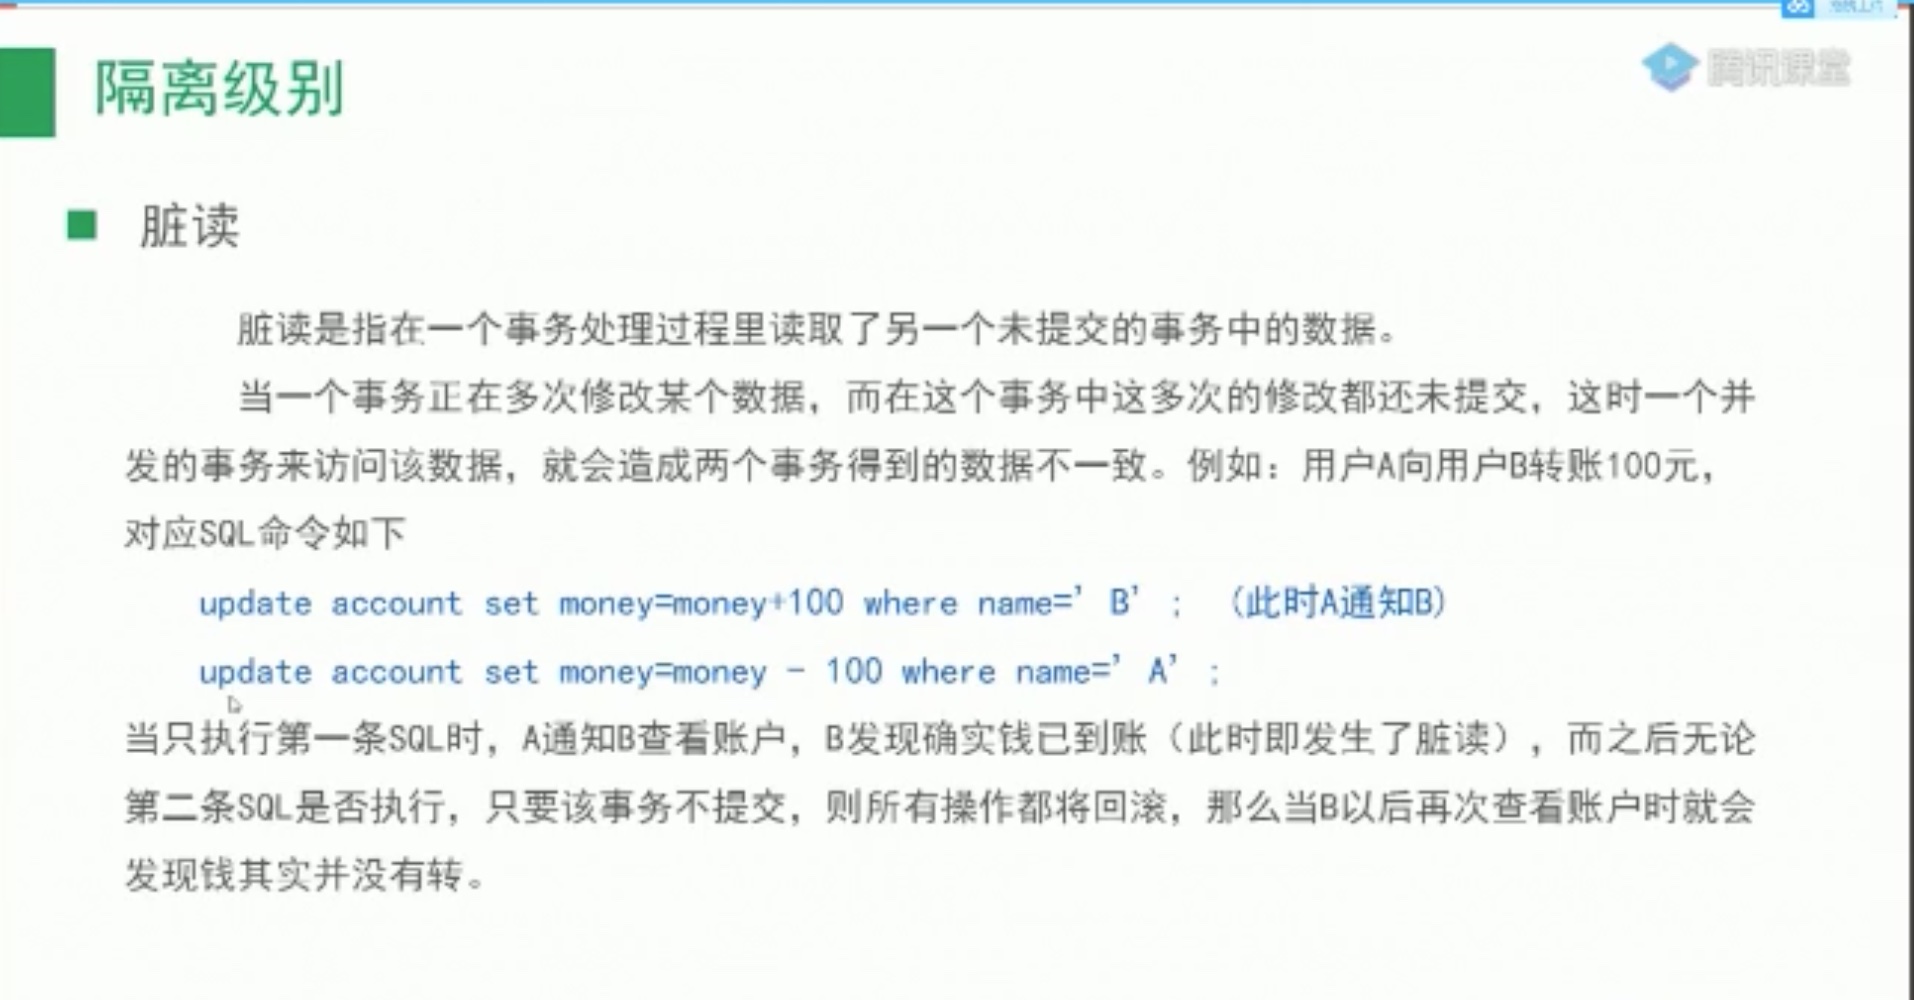 隔离级别
腾讯课堂
脏读
脏读是指在一个事务处理过程里读取了另一个未提交的事务中的数据。
当一个事务正在多次修改某个数据，而在这个事务中这多次的修改都还未提交，这时一个并
发的事务来访问该数据，就会造成两个事务得到的数据不一致。例如：用户A向用户B转账100元，
对应SQL命令如下
update account set money=money+100 where name=’ B’ ; （此时A通知B）
update account set money=money - 100 where name=’ A’ ;
当只执行第一条SQL时，A通知B查看账户，B发现确实钱已到账（此时即发生了脏读），而之后无论
第二条SQL是否执行，只要该事务不提交，则所有操作都将回滚，那么当B以后再次查看账户时就会
发现钱其实并没有转。